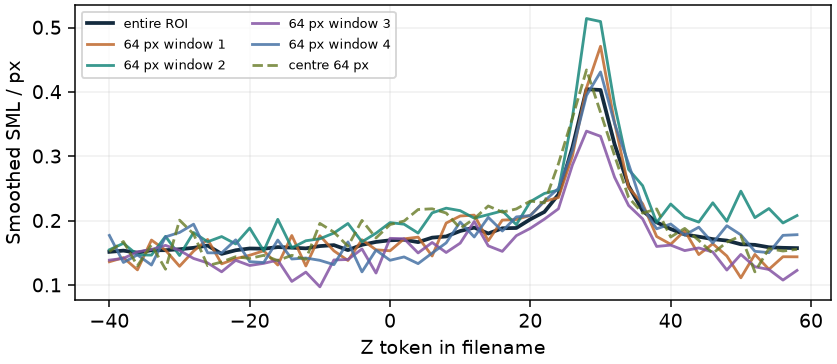 Smoothed SML / px
0.5
0.4
0.3
0.2
0.1
entire ROI
64 px window 1
64 px window 2
64 px window 3
64 px window 4
centre 64 px
−40
−20
0
20
40
60
Z token in filename